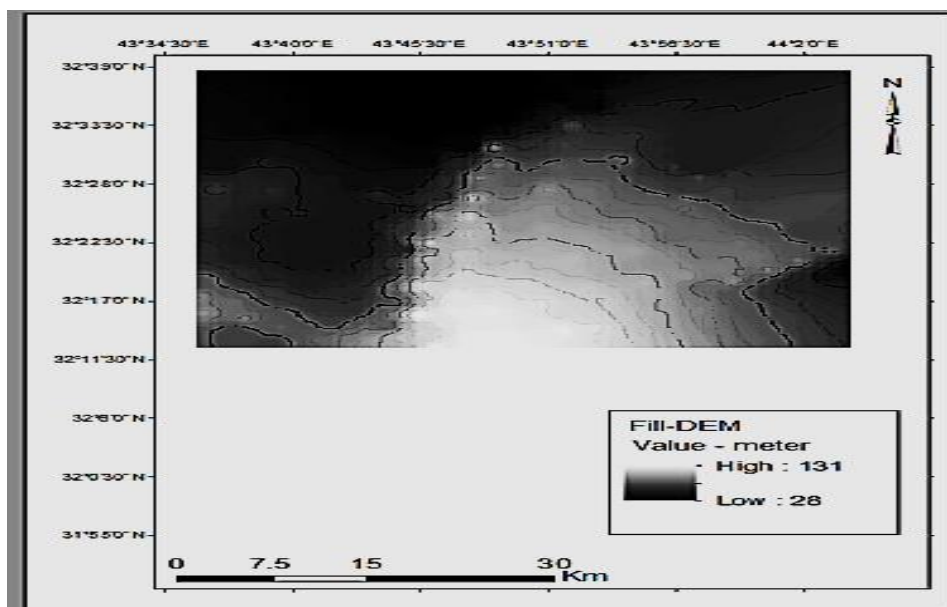 43°34'30"E 43°40'0"E 43°45'30"E 43°51'0"E 43°56'30"E 44°2'0"E
32°39'0"N
32°33'30"N
32°28'0"N
32°22'30"N
32°17'0"N
32°11'30"N
32°6'0"N
32°0'30"N
31°55'0"N
N
Fill-DEM
Value - meter
High : 131
Low : 28
0 7.5 15 30
Km